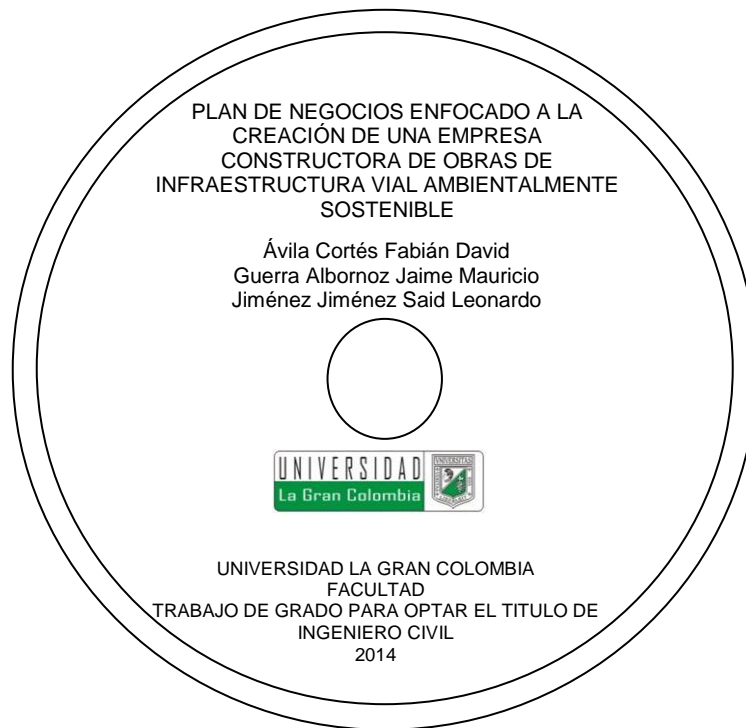 PLAN DE NEGOCIOS ENFOCADO A LA
CREACIÓN DE UNA EMPRESA
CONSTRUCTORA DE OBRAS DE
INFRAESTRUCTURA VIAL AMBIENTALMENTE
SOSTENIBLE
Ávila Cortés Fabián David
Guerra Albornoz Jaime Mauricio
Jiménez Jiménez Said Leonardo
UNIVERSIDAD
La Gran Colombia
UNIVERSIDAD LA GRAN COLOMBIA
FACULTAD
TRABAJO DE GRADO PARA OPTAR EL TITULO DE
INGENIERO CIVIL
2014